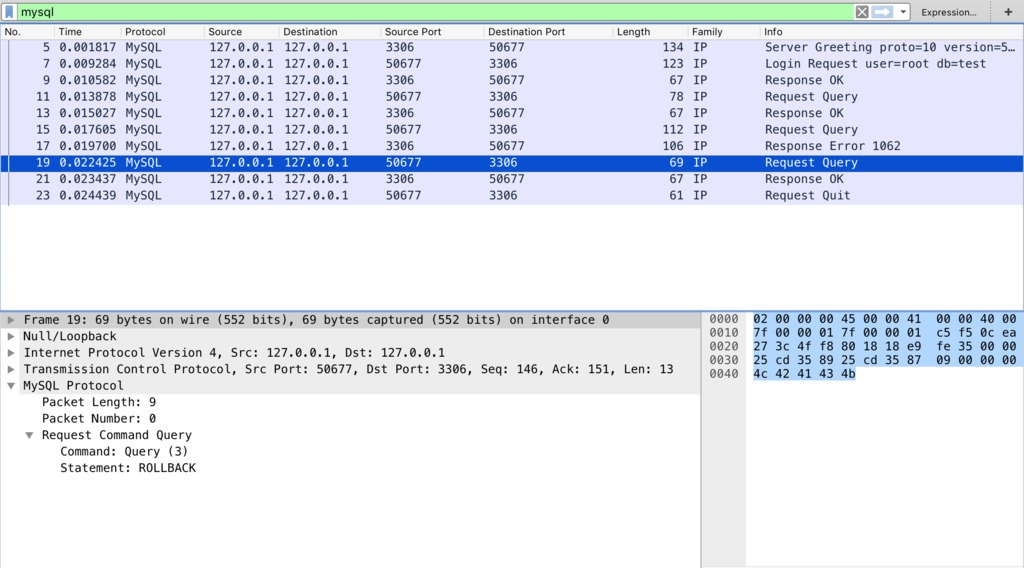 mysql Expression... +
No. Time Protocol Source Destination Source Port Destination Port Length Family Info
5 0.001817 MySQL 127.0.0.1 127.0.0.1 3306 50677 134 IP Server Greeting proto=10 version=5…
7 0.009284 MySQL 127.0.0.1 127.0.0.1 50677 3306 123 IP Login Request user=root db=test
9 0.010582 MySQL 127.0.0.1 127.0.0.1 3306 50677 67 IP Response OK
11 0.013878 MySQL 127.0.0.1 127.0.0.1 50677 3306 78 IP Request Query
13 0.015027 MySQL 127.0.0.1 127.0.0.1 3306 50677 67 IP Response OK
15 0.017605 MySQL 127.0.0.1 127.0.0.1 50677 3306 112 IP Request Query
17 0.019700 MySQL 127.0.0.1 127.0.0.1 3306 50677 106 IP Response Error 1062
19 0.022425 MySQL 127.0.0.1 127.0.0.1 50677 3306 69 IP Request Query
21 0.023437 MySQL 127.0.0.1 127.0.0.1 3306 50677 67 IP Response OK
23 0.024439 MySQL 127.0.0.1 127.0.0.1 50677 3306 61 IP Request Quit
Frame 19: 69 bytes on wire (552 bits), 69 bytes captured (552 bits) on interface 0
Null/Loopback
Internet Protocol Version 4, Src: 127.0.0.1, Dst: 127.0.0.1
Transmission Control Protocol, Src Port: 50677, Dst Port: 3306, Seq: 146, Ack: 151, Len: 13
MySQL Protocol
Packet Length: 9
Packet Number: 0
Request Command Query
Command: Query (3)
Statement: ROLLBACK
0000 02 00 00 00 45 00 00 41 00 00 40 00
0010 7f 00 00 01 7f 00 00 01 c5 f5 0c ea
0020 27 3c 4f f8 80 18 18 e9 fe 35 00 00
0030 25 cd 35 89 25 cd 35 87 09 00 00 00
0040 4c 42 41 43 4b